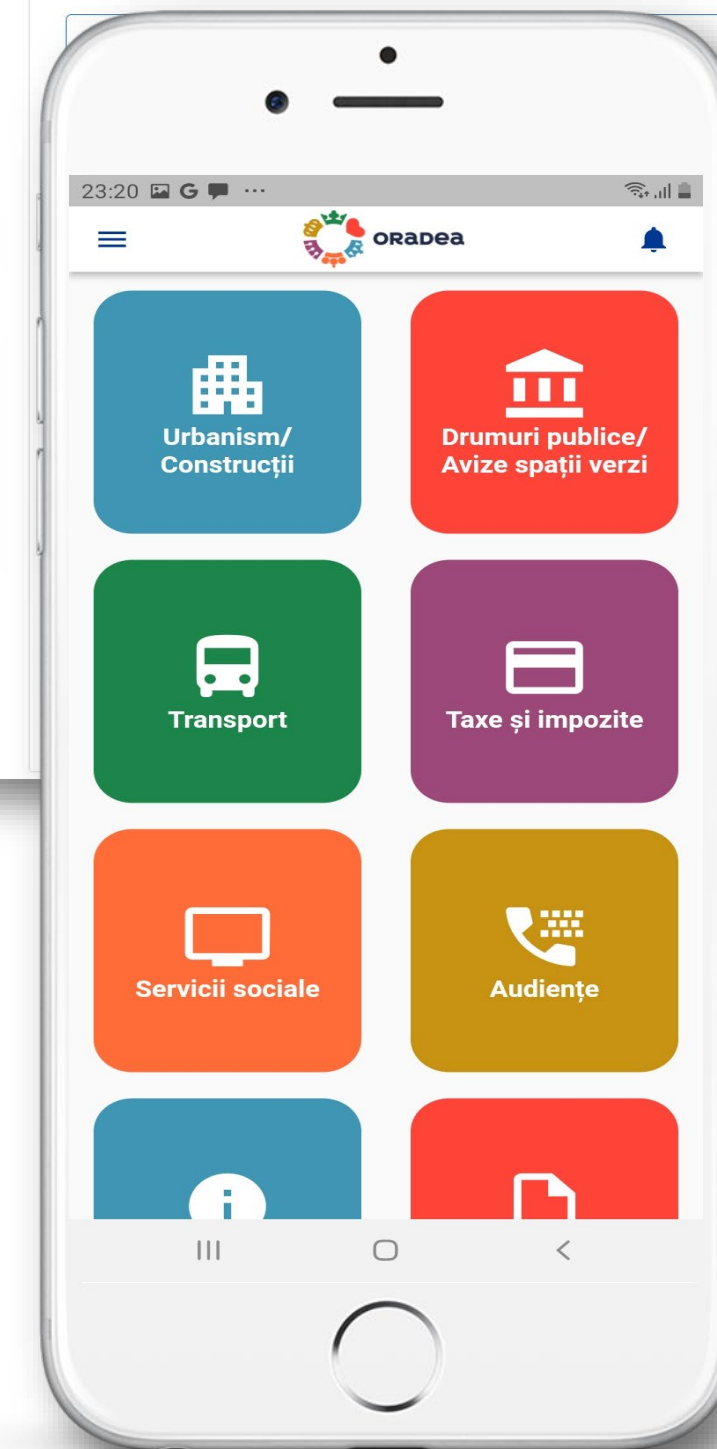 23:20 G ...
ORaDea
Urbanism/
Construcții
Drumuri publice/
Avize spații verzi
Transport
Taxe și impozite
Servicii sociale
Audiențe